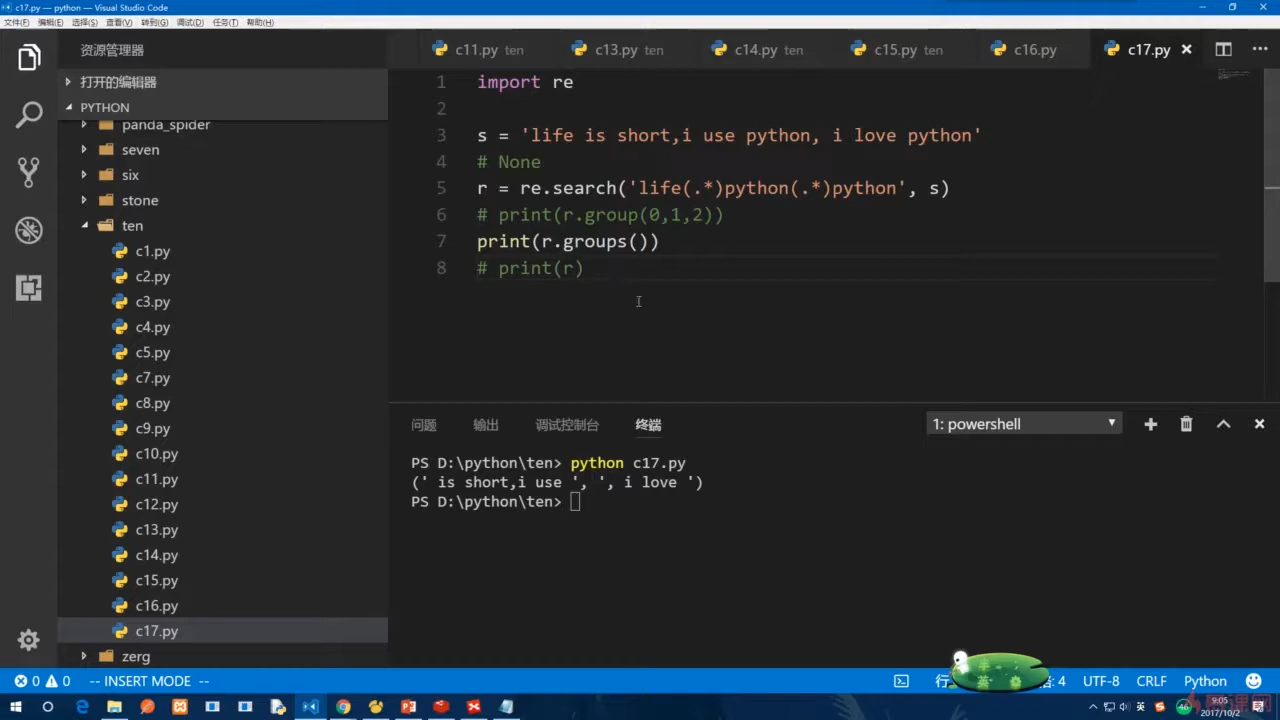 c17.py - python - Visual Studio Code
文件(F) 编辑(E) 选择(S) 查看(V) 转到(G) 调试(D) 任务(T) 帮助(H)
资源管理器
打开的编辑器
PYTHON
panda_spider
seven
six
stone
ten
c1.py
c2.py
c3.py
c4.py
c5.py
c7.py
c8.py
c9.py
c10.py
c11.py
c12.py
c13.py
c14.py
c15.py
c16.py
c17.py
zerg
c11.py ten c13.py ten c14.py ten c15.py ten c16.py c17.py
1 import re
2
3 s = 'life is short,i use python, i love python'
4 # None
5 r = re.search('life(.*)python(.*)python', s)
6 # print(r.group(0,1,2))
7 print(r.groups())
8 # print(r)
问题 输出 调试控制台 终端 1: powershell
PS D:\python\ten> python c17.py
(' is short,i use ', ', i love ')
PS D:\python\ten>
0 0 -- INSERT MODE -- 行 : 4 UTF-8 CRLF Python
英 46 9:05
2017/10/2